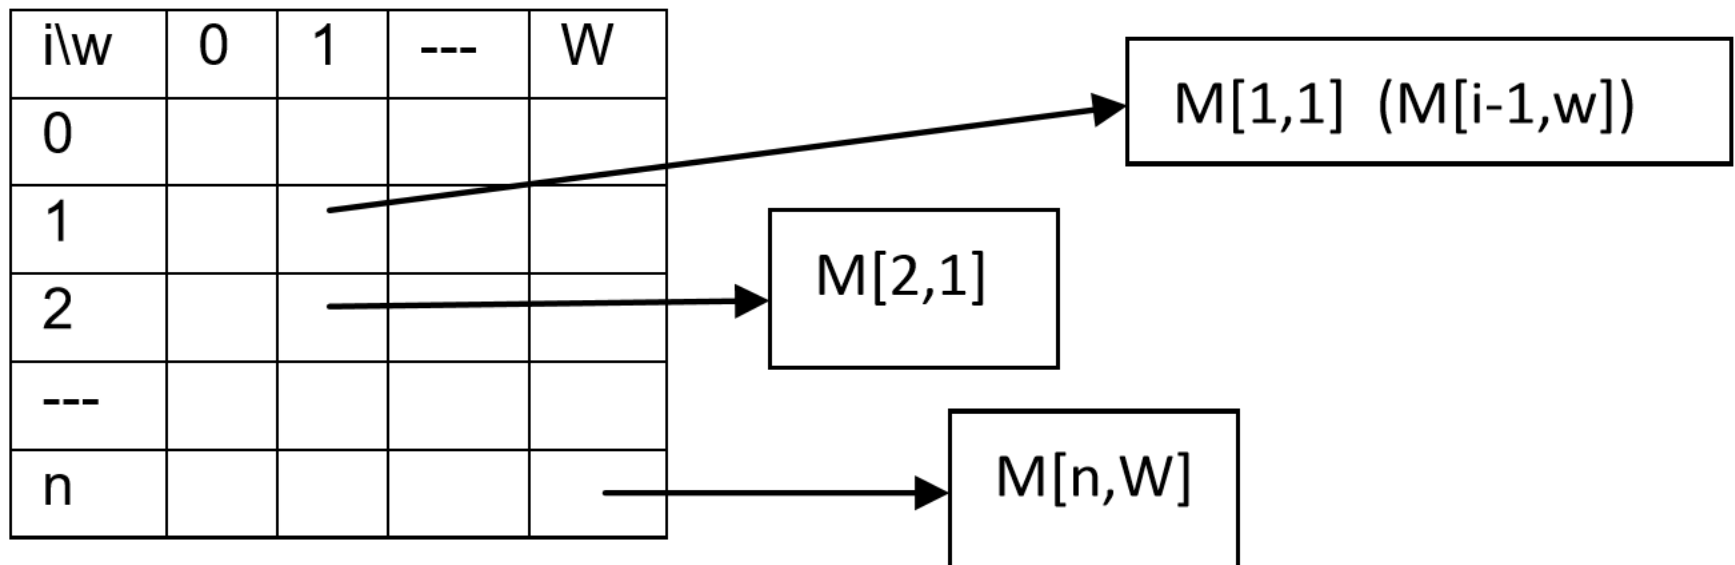 i\w 0 1 --- W
0
1
2
---
n
M[1,1] (M[i-1,w])
M[2,1]
M[n,W]